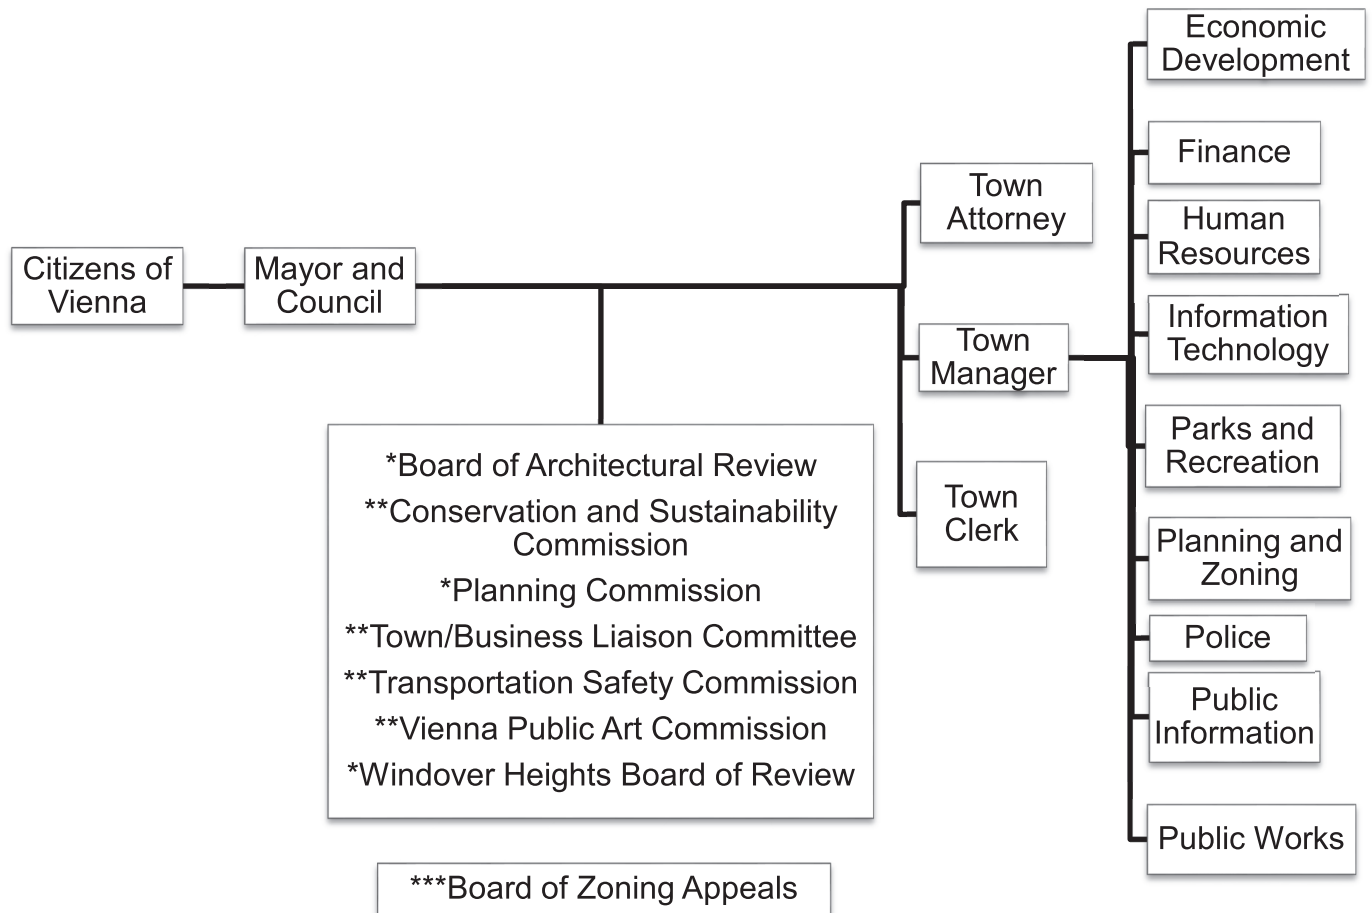 Citizens of
Vienna
Mayor and
Council
*Board of Architectural Review
**Conservation and Sustainability
Commission
*Planning Commission
**Town/Business Liaison Committee
**Transportation Safety Commission
**Vienna Public Art Commission
*Windover Heights Board of Review
***Board of Zoning Appeals
Town
Attorney
Town
Manager
Town
Clerk
Economic
Development
Finance
Human
Resources
Information
Technology
Parks and
Recreation
Planning and
Zoning
Police
Public
Information
Public Works